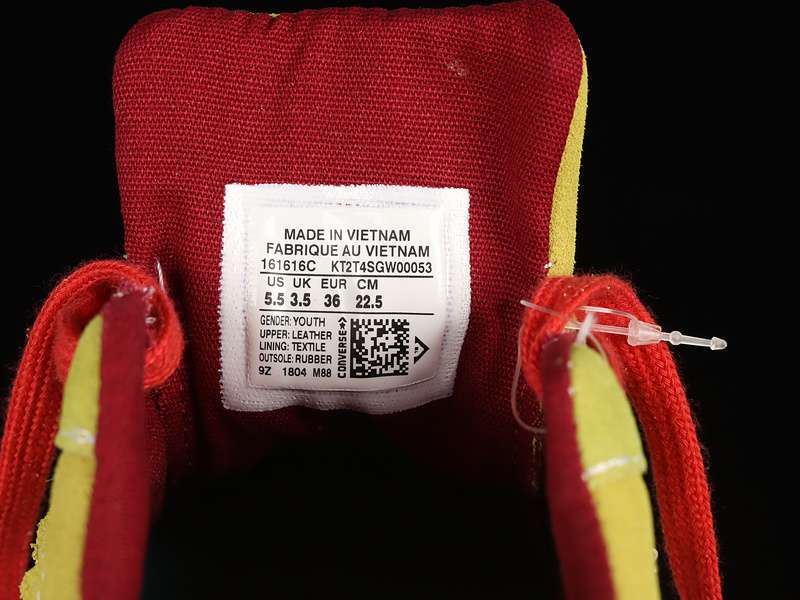 MADE IN VIETNAM
FABRIQUE AU VIETNAM
161616C KT2T4SGW00053
US UK EUR CM
5.5 3.5 36 22.5
GENDER: YOUTH
UPPER: LEATHER
LINING: TEXTILE
OUTSOLE: RUBBER
9Z 1804 M88
CONVERSE